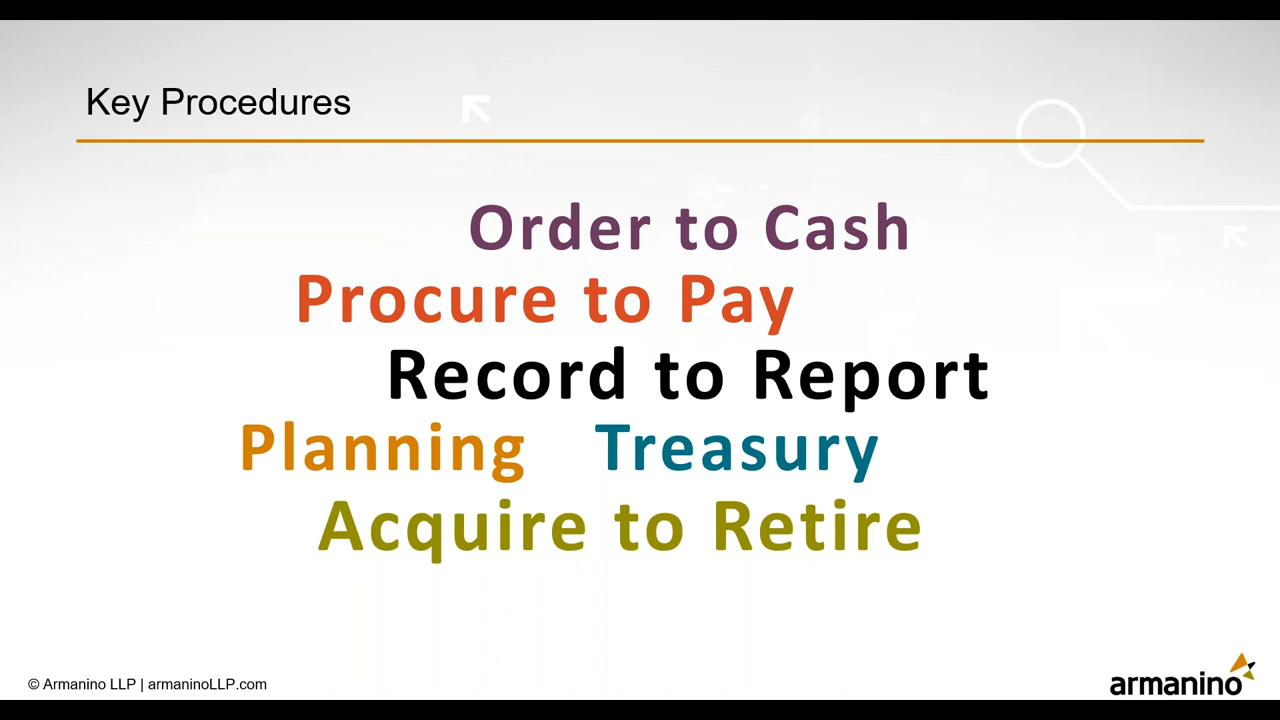 Key Procedures
Order to Cash
Procure to Pay
Record to Report
Planning Treasury
Acquire to Retire
© Armanino LLP | armaninoLLP.com
armanino